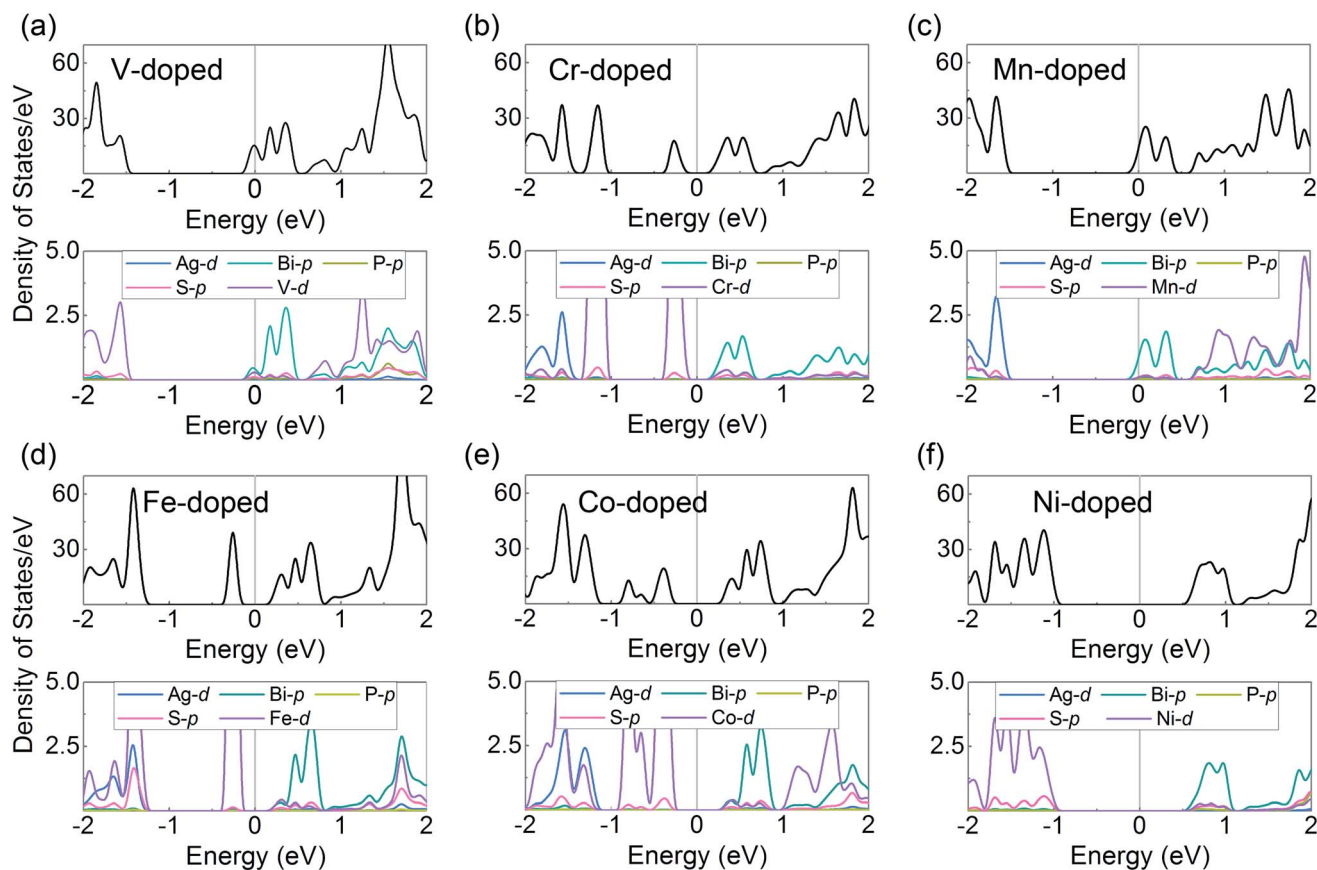 (a)
(b)
(c)
V-doped
Cr-doped
Mn-doped
60
30
-2 -1 0 1 2
Energy (eV)
60
30
-2 -1 0 1 2
Energy (eV)
60
30
-2 -1 0 1 2
Energy (eV)
Density of States/eV
5.0
2.5
Ag-d Bi-p P-p
S-p V-d
-2 -1 0 1 2
Energy (eV)
5.0
2.5
Ag-d Bi-p P-p
S-p Cr-d
-2 -1 0 1 2
Energy (eV)
5.0
2.5
Ag-d Bi-p P-p
S-p Mn-d
-2 -1 0 1 2
Energy (eV)
(d)
(e)
(f)
Fe-doped
Co-doped
Ni-doped
60
30
-2 -1 0 1 2
Energy (eV)
60
30
-2 -1 0 1 2
Energy (eV)
60
30
-2 -1 0 1 2
Energy (eV)
Density of States/eV
5.0
2.5
Ag-d Bi-p P-p
S-p Fe-d
-2 -1 0 1 2
Energy (eV)
5.0
2.5
Ag-d Bi-p P-p
S-p Co-d
-2 -1 0 1 2
Energy (eV)
5.0
2.5
Ag-d Bi-p P-p
S-p Ni-d
-2 -1 0 1 2
Energy (eV)